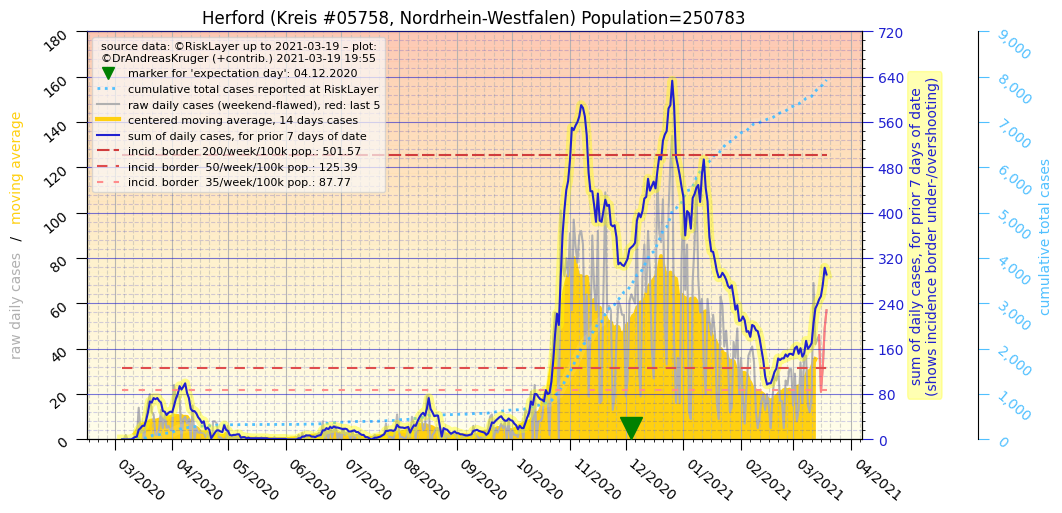 Herford (Kreis #05758, Nordrhein-Westfalen) Population=250783
source data: ©RiskLayer up to 2021-03-19 – plot:
©DrAndreasKruger (+contrib.) 2021-03-19 19:55
marker for 'expectation day': 04.12.2020
cumulative total cases reported at RiskLayer
raw daily cases (weekend-flawed), red: last 5
centered moving average, 14 days cases
sum of daily cases, for prior 7 days of date
incid. border 200/week/100k pop.: 501.57
incid. border  50/week/100k pop.: 125.39
incid. border  35/week/100k pop.: 87.77
raw daily cases / moving average
180
160
140
120
100
80
60
40
20
0
03/2020
04/2020
05/2020
06/2020
07/2020
08/2020
09/2020
10/2020
11/2020
12/2020
01/2021
02/2021
03/2021
04/2021
720
640
560
480
400
320
240
160
80
0
sum of daily cases, for prior 7 days of date
(shows incidence border under-/overshooting)
9,000
8,000
7,000
6,000
5,000
4,000
3,000
2,000
1,000
0
cumulative total cases